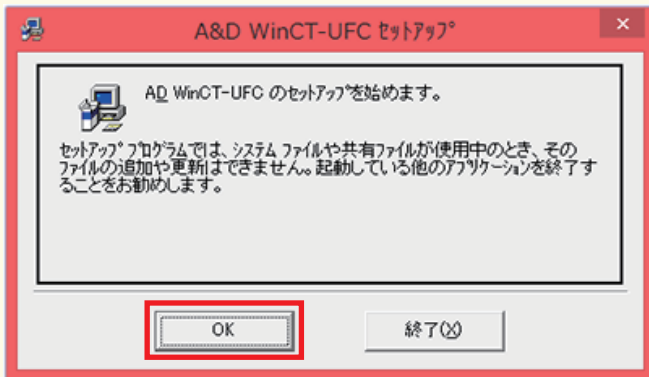 A&D WinCT-UFC ｾｯﾄｱｯﾌﾟ
AD WinCT-UFC のｾｯﾄｱｯﾌﾟを始めます。
ｾｯﾄｱｯﾌﾟ ﾌﾟﾛｸﾞﾗﾑでは、ｼｽﾃﾑ ﾌｧｲﾙや共有ﾌｧｲﾙが使用中のとき、その
ﾌｧｲﾙの追加や更新はできません。起動している他のｱﾌﾟﾘｹｰｼｮﾝを終了す
ることをお勧めします。
OK
終了(X)